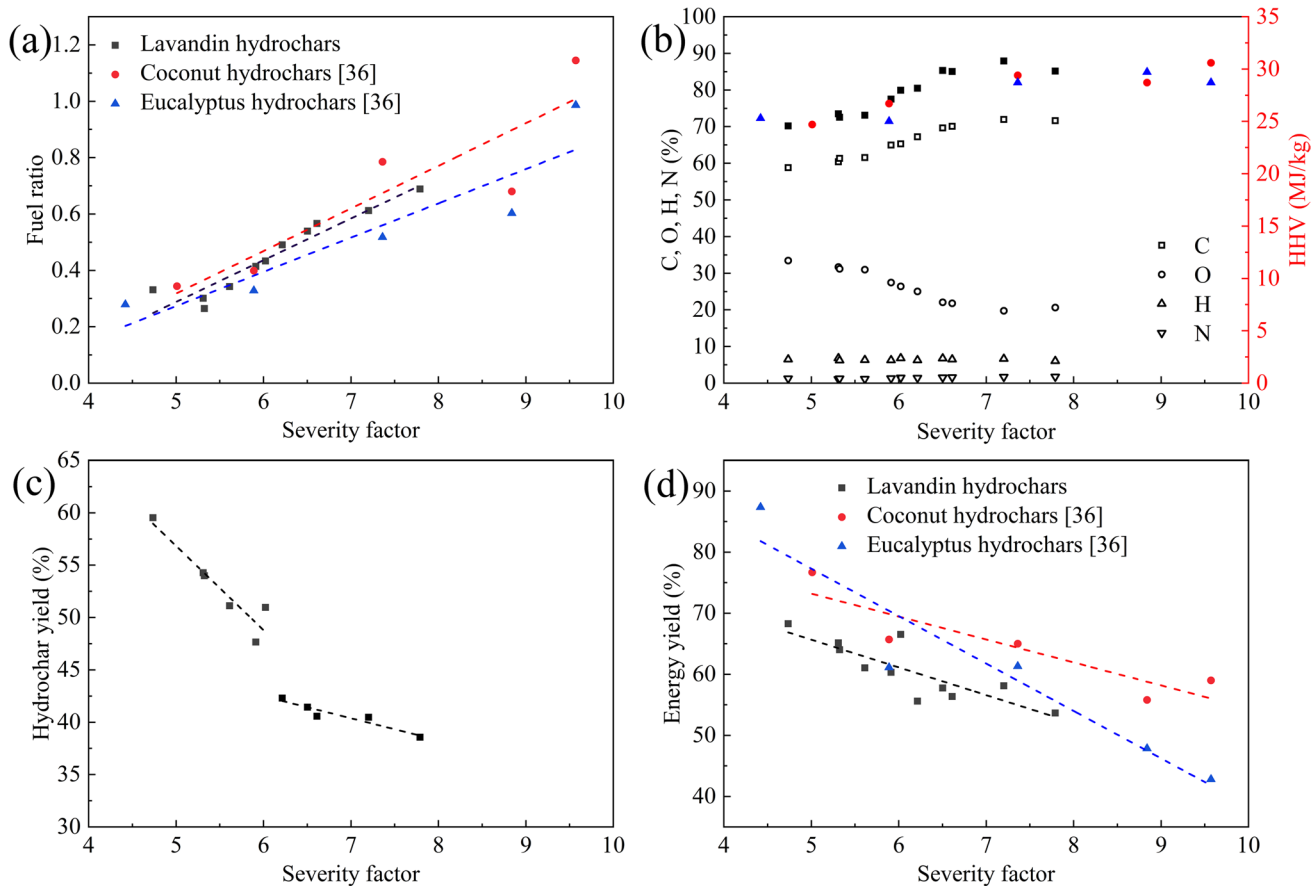 (a)
1.2
1.0
0.8
0.6
0.4
0.2
0.0
Fuel ratio
Lavandin hydrochars
Coconut hydrochars [36]
Eucalyptus hydrochars [36]
4 5 6 7 8 9 10
Severity factor
(b)
100
90
80
70
60
50
40
30
20
10
0
C, O, H, N (%)
C
O
H
N
35
30
25
20
15
10
5
0
HHV (MJ/kg)
4 5 6 7 8 9 10
Severity factor
(c)
65
60
55
50
45
40
35
30
Hydrochar yield (%)
4 5 6 7 8 9 10
Severity factor
(d)
90
80
70
60
50
40
Energy yield (%)
Lavandin hydrochars
Coconut hydrochars [36]
Eucalyptus hydrochars [36]
4 5 6 7 8 9 10
Severity factor